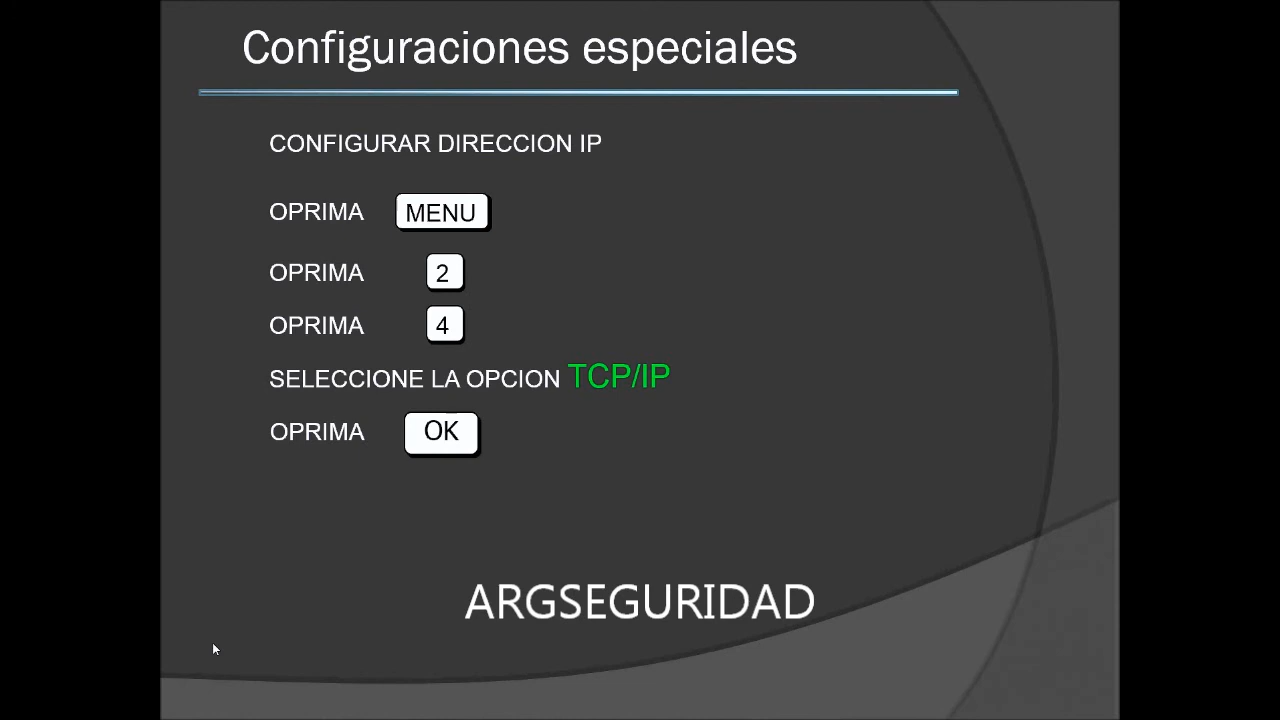 Configuraciones especiales
CONFIGURAR DIRECCION IP
OPRIMA MENU
OPRIMA 2
OPRIMA 4
SELECCIONE LA OPCION TCP/IP
OPRIMA OK
ARGSEGURIDAD